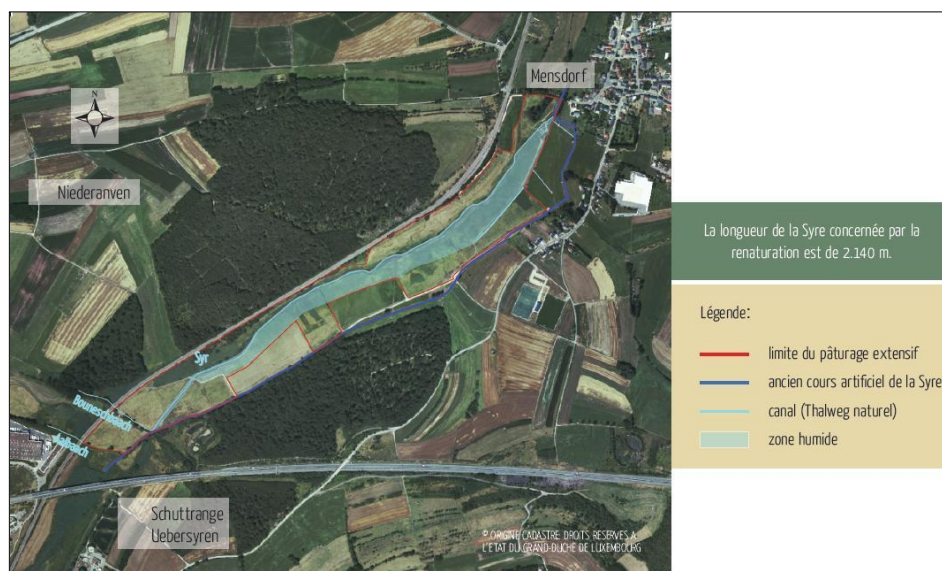 Mensdorf
N
Niederanven
La longueur de la Syre concernée par la
renaturation est de 2.140 m.
Légende:
limite du pâturage extensif
ancien cours artificiel de la Syre
canal (Thalweg naturel)
zone humide
Syr
Bouneschlebach
Aalbaach
Schuttrange
Uebersyren
© ORIGINE CADASTRE: DROITS RESERVES A
L'ETAT DU GRAND-DUCHE DE LUXEMBOURG